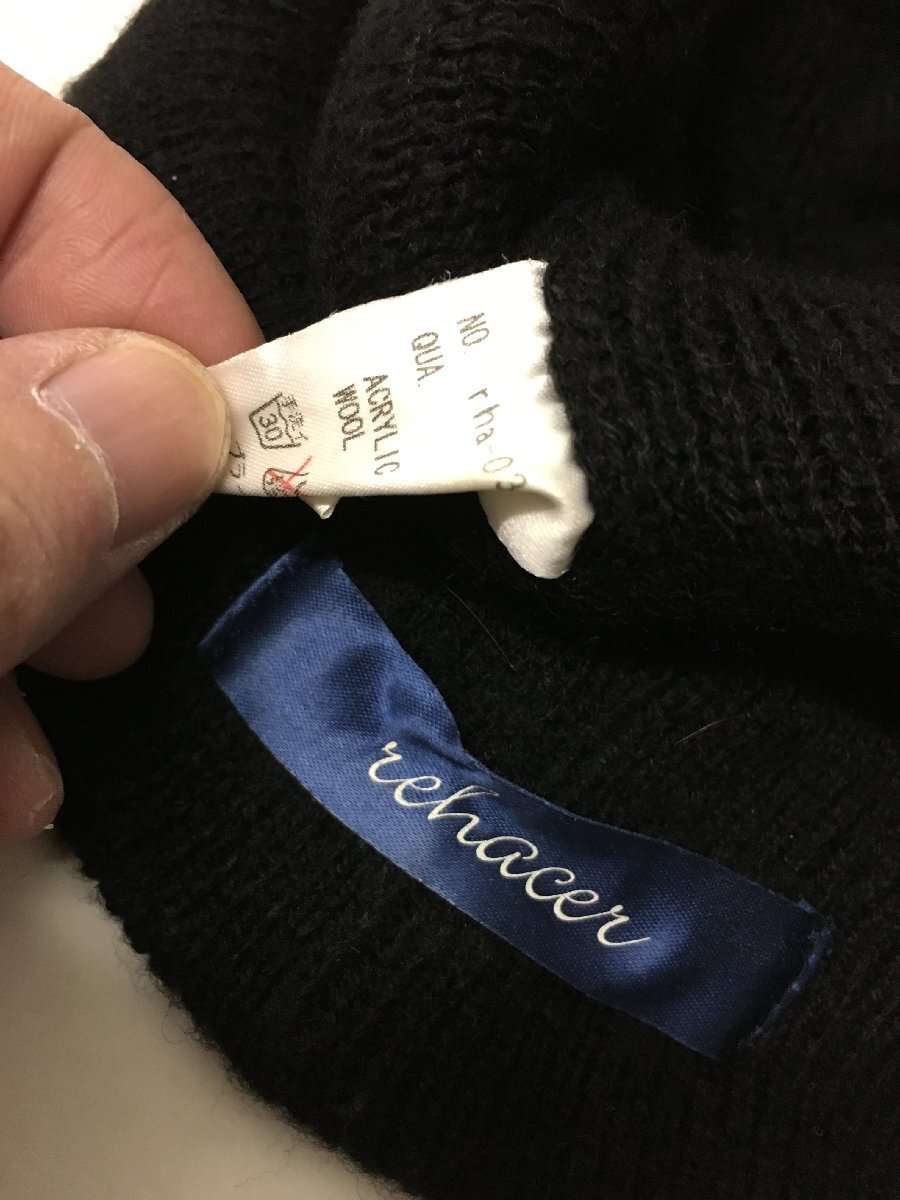 NO. rha-03
QUA.
ACRYLIC
WOOL
手洗イ
30
rehacer